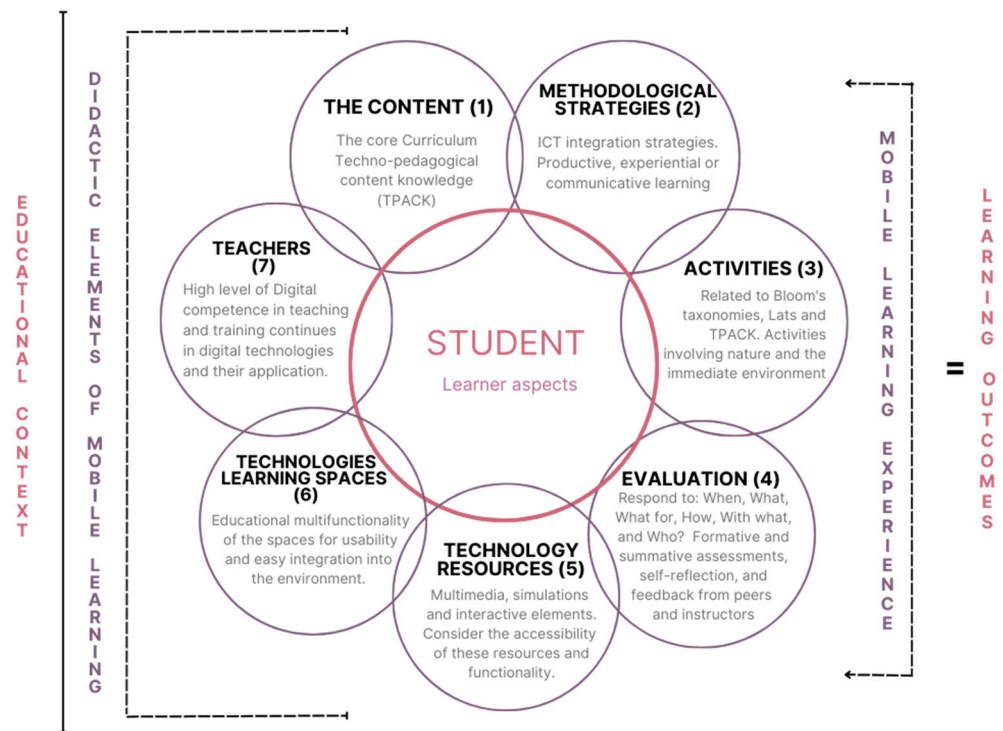 EDUCATIONAL CONTEXT
DIDACTIC ELEMENTS OF MOBILE LEARNING
THE CONTENT (1)
The core Curriculum
Techno-pedagogical
content knowledge
(TPACK)
METHODOLOGICAL
STRATEGIES (2)
ICT integration strategies.
Productive, experiential or
communicative learning
ACTIVITIES (3)
Related to Bloom's
taxonomies, Lats and
TPACK. Activities
involving nature and the
immediate environment
EVALUATION (4)
Respond to: When, What,
What for, How, With what,
and Who? Formative and
summative assessments,
self-reflection, and
feedback from peers
and instructors
TECHNOLOGY
RESOURCES (5)
Multimedia, simulations
and interactive elements.
Consider the accessibility
of these resources and
functionality.
TECHNOLOGIES
LEARNING SPACES
(6)
Educational multifunctionality
of the spaces for usability
and easy integration into
the environment.
TEACHERS
(7)
High level of Digital
competence in teaching
and training continues
in digital technologies
and their application.
STUDENT
Learner aspects
MOBILE LEARNING EXPERIENCE
=
LEARNING OUTCOMES